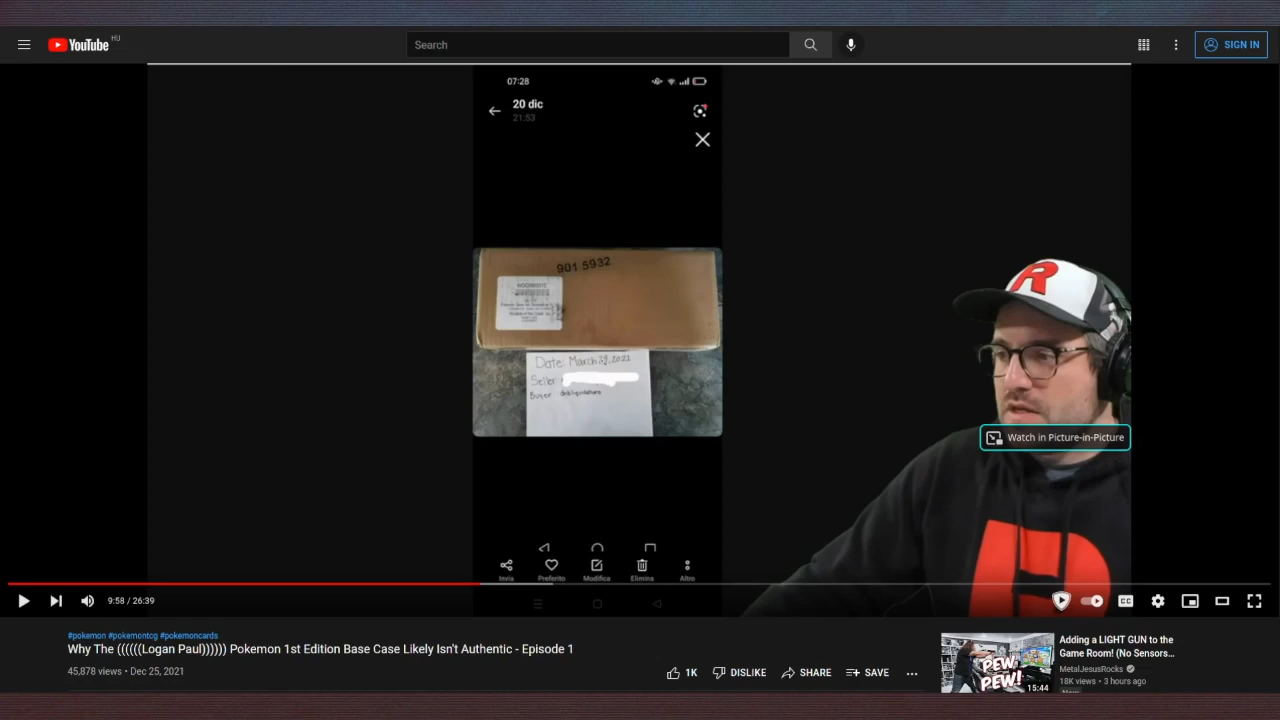 YouTube HU
Search
SIGN IN
07:28
20 dic
21:53
901 5932
Date: March 29, 2021
Seller
Buyer
R
Watch in Picture-in-Picture
Invia Preferito Modifica Elimina Altro
9:58 / 26:39
CC
#pokemon #pokemontcg #pokemoncards
Why The ((((((Logan Paul)))))) Pokemon 1st Edition Base Case Likely Isn't Authentic - Episode 1
45,878 views • Dec 25, 2021
1K DISLIKE SHARE SAVE
PEW PEW!
15:44
Adding a LIGHT GUN to the
Game Room! (No Sensors...
MetalJesusRocks
18K views • 3 hours ago
New